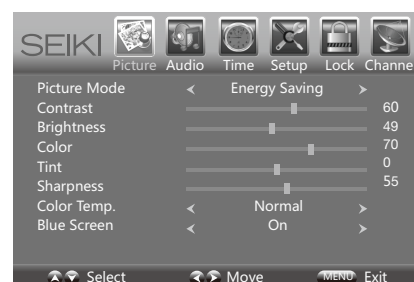 SEIKI
Picture Audio Time Setup Lock Channe
Picture Mode Energy Saving
Contrast 60
Brightness 49
Color 70
Tint 0
Sharpness 55
Color Temp. Normal
Blue Screen On
Select Move MENU Exit